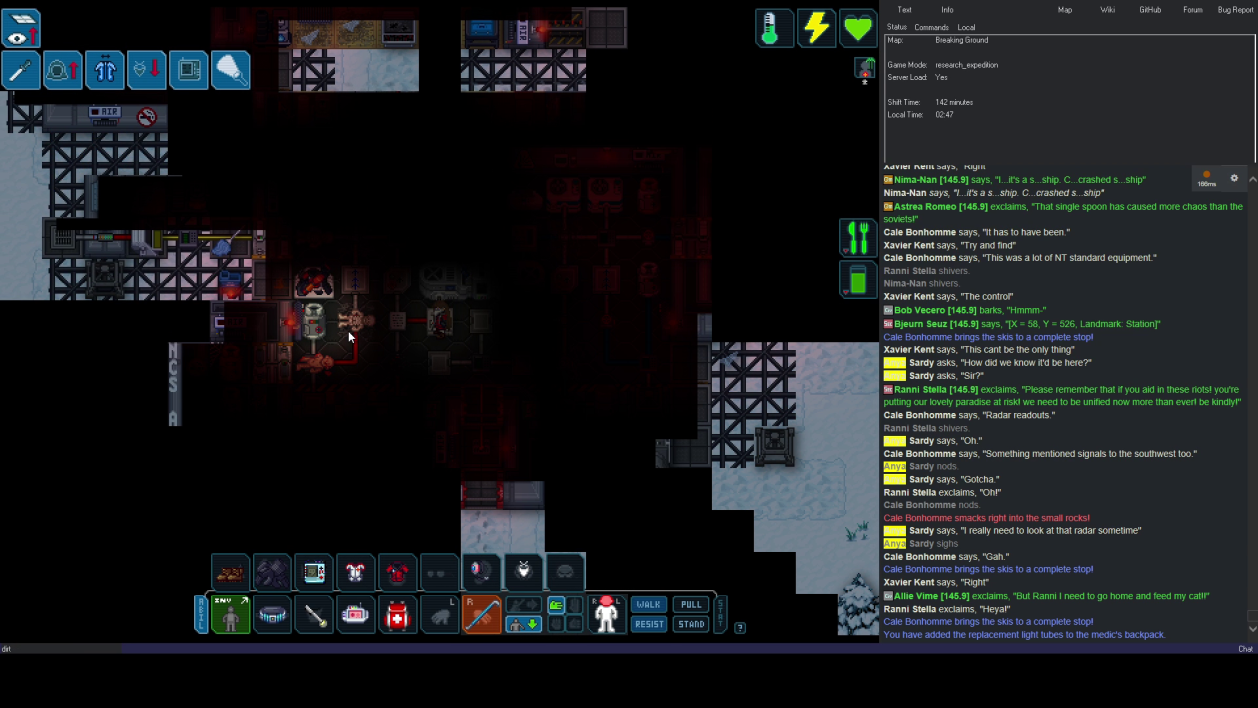 Text Info Map Wiki GitHub Forum Bug Report
Status Commands Local
Map: Breaking Ground
Game Mode: research_expedition
Server Load: Yes
Shift Time: 142 minutes
Local Time: 02:47
Xavier Kent says, "Right"
166ms
Nima-Nan [145.9] says, "I...it's a s...ship. C...crashed s...ship"
Nima-Nan says, "I...it's a s...ship. C...crashed s...ship"
Astrea Romeo [145.9] exclaims, "That single spoon has caused more chaos than the
soviets!"
Cale Bonhomme says, "It has to have been."
Xavier Kent says, "Try and find"
Cale Bonhomme says, "This was a lot of NT standard equipment."
Ranni Stella shivers.
Nima-Nan shivers.
Xavier Kent says, "The control"
Bob Vecero [145.9] barks, "Hmmm-"
Bjeurn Seuz [145.9] says, "[X = 58, Y = 526, Landmark: Station]"
Cale Bonhomme brings the skis to a complete stop!
Xavier Kent says, "This cant be the only thing"
Sardy asks, "How did we know it'd be here?"
Sardy asks, "Sir?"
Ranni Stella [145.9] exclaims, "Please remember that if you aid in these riots! you're
putting our lovely paradise at risk! we need to be unified now more than ever! be kindly!"
Cale Bonhomme says, "Radar readouts."
Ranni Stella shivers.
Sardy says, "Oh."
Cale Bonhomme says, "Something mentioned signals to the southwest too."
Anya Sardy nods.
Sardy says, "Gotcha."
Ranni Stella exclaims, "Oh!"
Cale Bonhomme nods.
Cale Bonhomme smacks right into the small rocks!
Sardy says, "I really need to look at that radar sometime"
Anya Sardy sighs
Cale Bonhomme says, "Gah."
Cale Bonhomme brings the skis to a complete stop!
Xavier Kent says, "Right"
Allie Vime [145.9] exclaims, "But Ranni I need to go home and feed my cat!!"
Ranni Stella exclaims, "Heya!"
Cale Bonhomme brings the skis to a complete stop!
You have added the replacement light tubes to the medic's backpack.
AIR
AIR
NCS A
INV
L
R
R L
WALK PULL
RESIST STAND
?
dirt
Chat